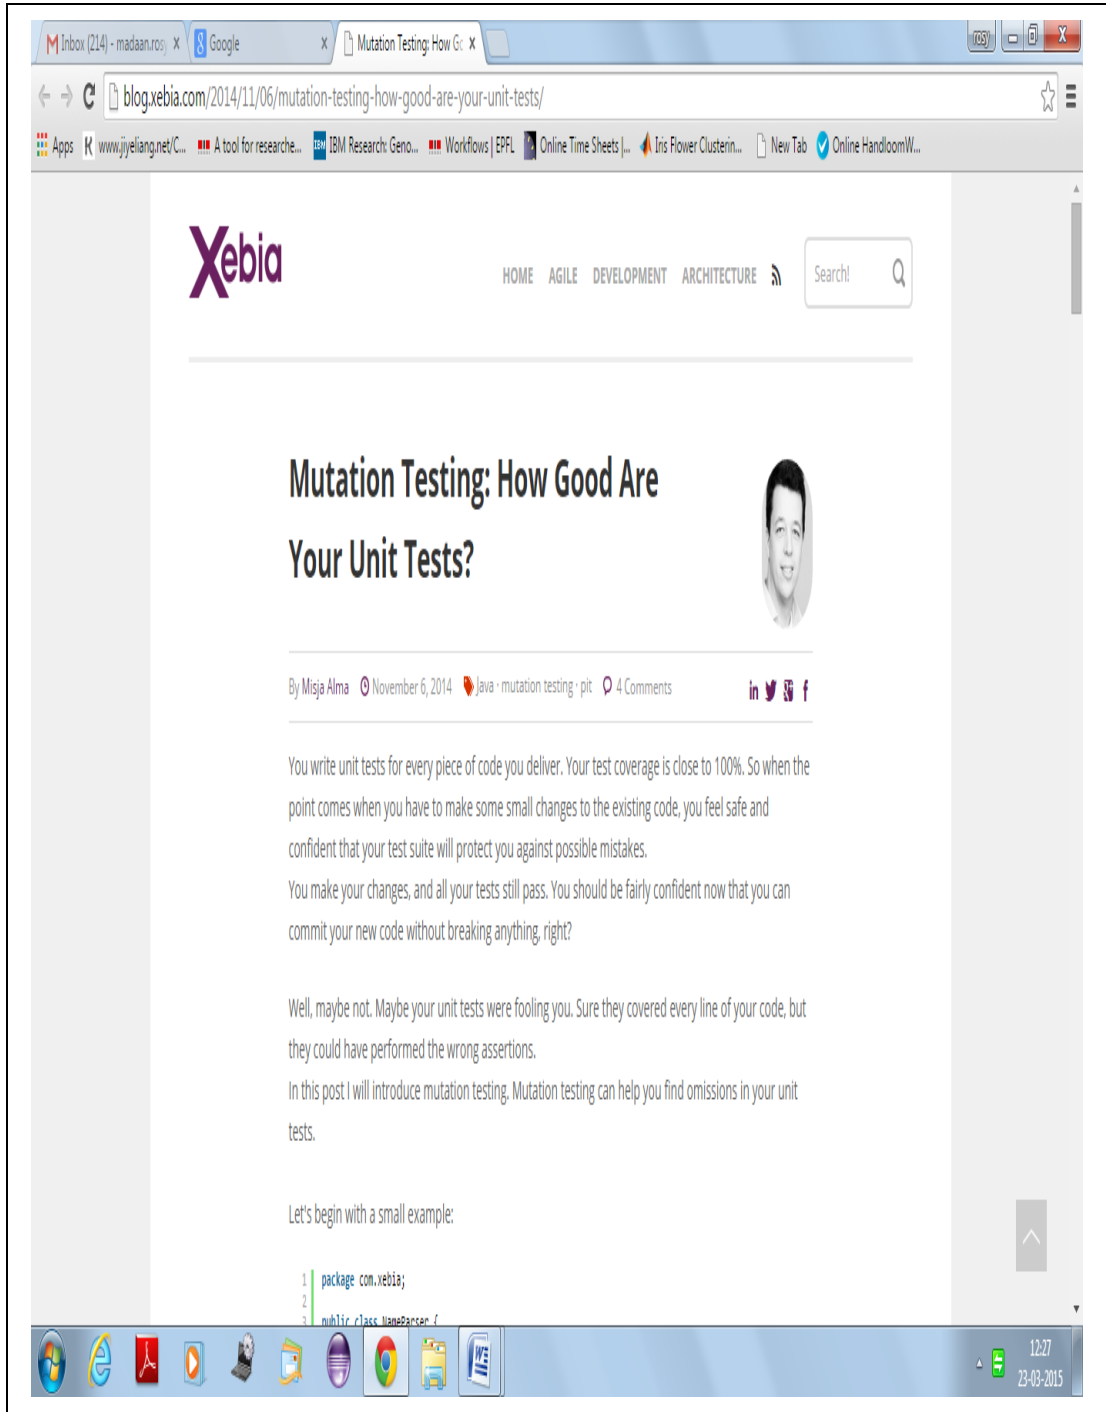 Inbox (214) - madaan.rosy
Google
Mutation Testing: How Go
rosy
blog.xebia.com/2014/11/06/mutation-testing-how-good-are-your-unit-tests/
Apps
www.jiyeliang.net/C...
A tool for researche...
IBM Research: Geno...
Workflows | EPFL
Online Time Sheets |...
Iris Flower Clusterin...
New Tab
Online HandloomW...
Xebia
HOME AGILE DEVELOPMENT ARCHITECTURE
Search!
Mutation Testing: How Good Are
Your Unit Tests?
By Misja Alma November 6, 2014 Java · mutation testing · pit 4 Comments
You write unit tests for every piece of code you deliver. Your test coverage is close to 100%. So when the
point comes when you have to make some small changes to the existing code, you feel safe and
confident that your test suite will protect you against possible mistakes.
You make your changes, and all your tests still pass. You should be fairly confident now that you can
commit your new code without breaking anything, right?
Well, maybe not. Maybe your unit tests were fooling you. Sure they covered every line of your code, but
they could have performed the wrong assertions.
In this post I will introduce mutation testing. Mutation testing can help you find omissions in your unit
tests.
Let's begin with a small example:
1 package com.xebia;
2
3 public class NameParser {
12:27
23-03-2015